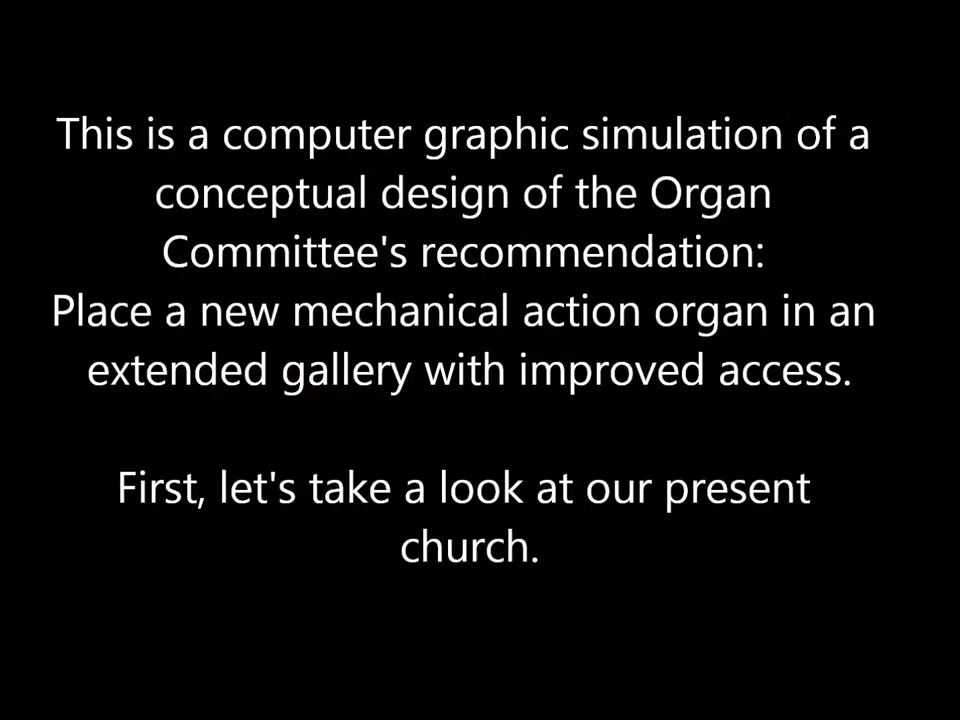 This is a computer graphic simulation of a
conceptual design of the Organ
Committee's recommendation:
Place a new mechanical action organ in an
extended gallery with improved access.
First, let's take a look at our present
church.